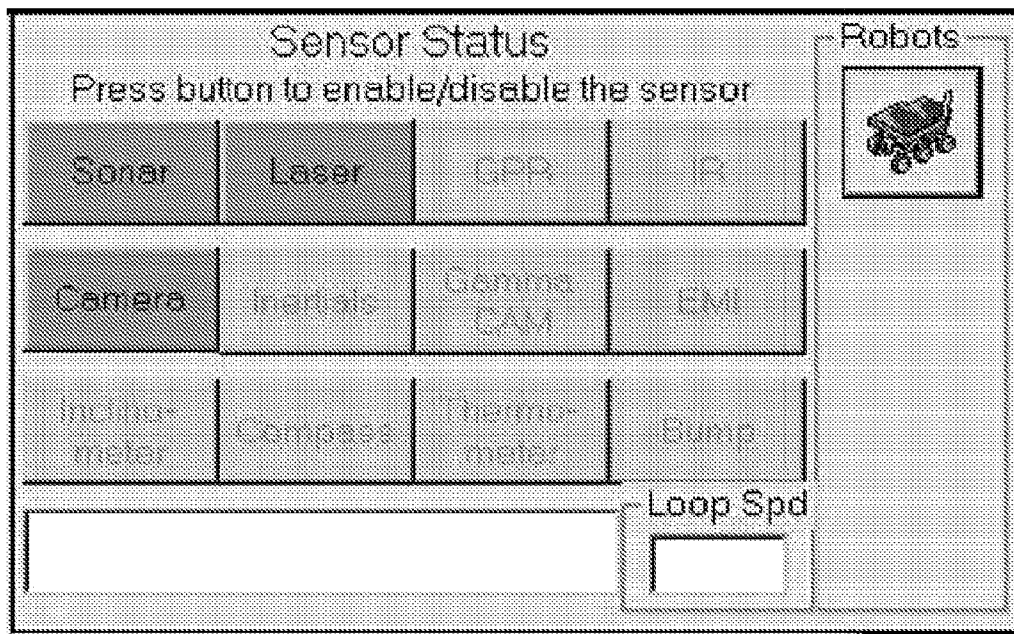 Sensor Status
Robots
Press button to enable/disable the sensor
Sonar Laser GPR IR
Camera Inertials Gamma CAM EMI
Inclino-meter Compass Thermo-meter Bump
Loop Spd